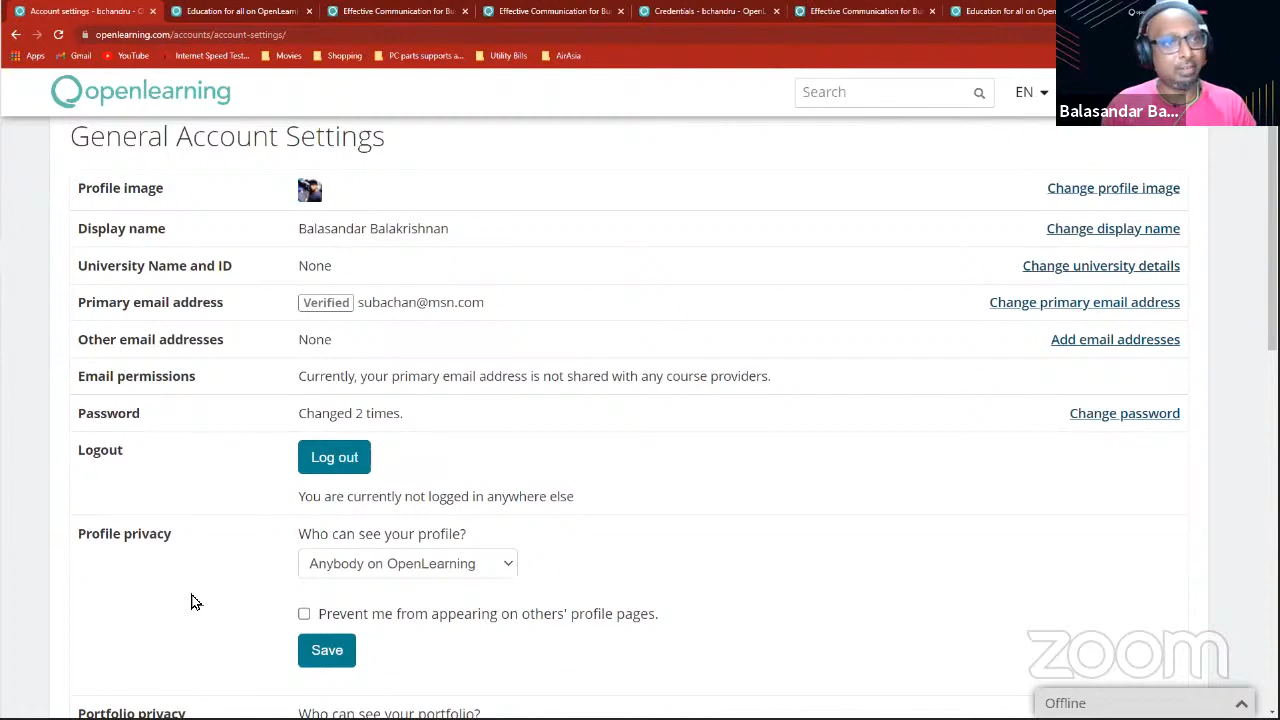 Account settings - bchandru - O
Education for all on OpenLearni
Effective Communication for Bu
Effective Communication for Bu
Credentials - bchandru - OpenL
Effective Communication for Bu
Education for all on Open
openlearning.com/accounts/account-settings/
Apps
Gmail
YouTube
Internet Speed Test...
Movies
Shopping
PC parts supports a...
Utility Bills
AirAsia
openlearning
Search
EN
Balasandar Ba...
General Account Settings
Profile image
Change profile image
Display name
Balasandar Balakrishnan
Change display name
University Name and ID
None
Change university details
Primary email address
Verified subachan@msn.com
Change primary email address
Other email addresses
None
Add email addresses
Email permissions
Currently, your primary email address is not shared with any course providers.
Password
Changed 2 times.
Change password
Logout
Log out
You are currently not logged in anywhere else
Profile privacy
Who can see your profile?
Anybody on OpenLearning
Prevent me from appearing on others' profile pages.
Save
zoom
Offline
Portfolio privacy
Who can see your portfolio?